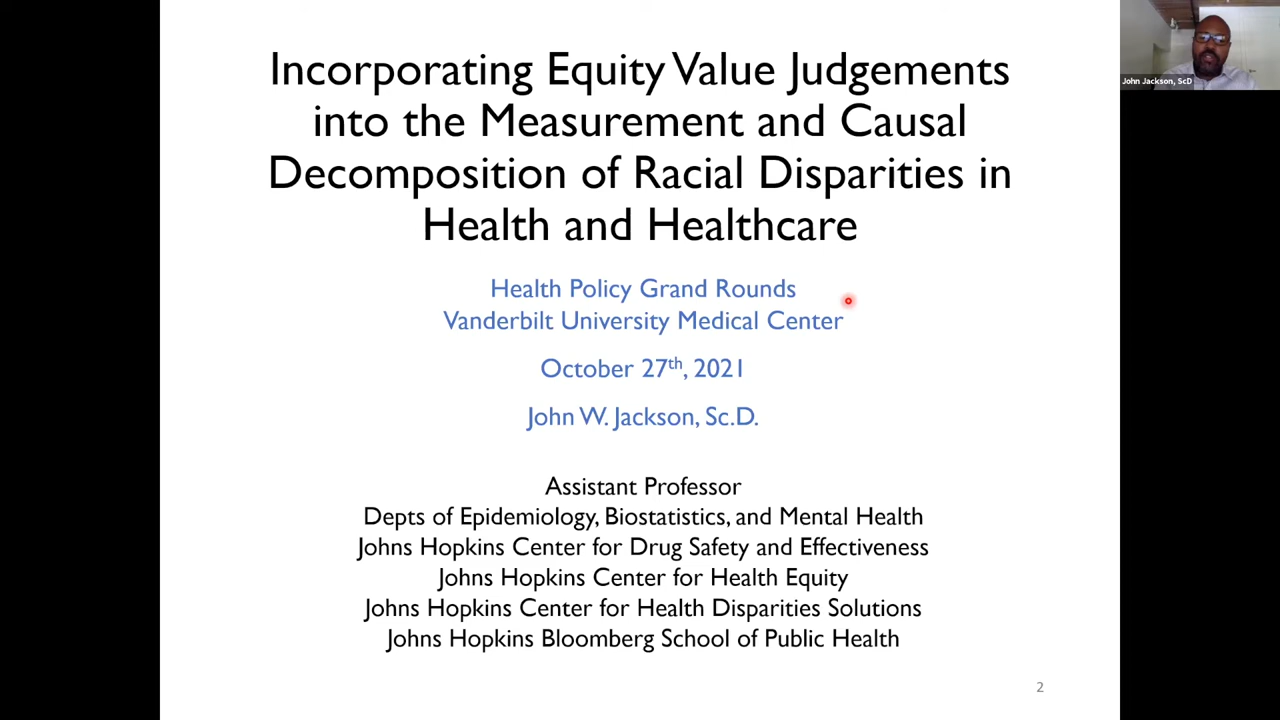 Incorporating Equity Value Judgements
into the Measurement and Causal
Decomposition of Racial Disparities in
Health and Healthcare
Health Policy Grand Rounds
Vanderbilt University Medical Center
October 27th, 2021
John W. Jackson, Sc.D.
Assistant Professor
Depts of Epidemiology, Biostatistics, and Mental Health
Johns Hopkins Center for Drug Safety and Effectiveness
Johns Hopkins Center for Health Equity
Johns Hopkins Center for Health Disparities Solutions
Johns Hopkins Bloomberg School of Public Health
2
John Jackson, ScD